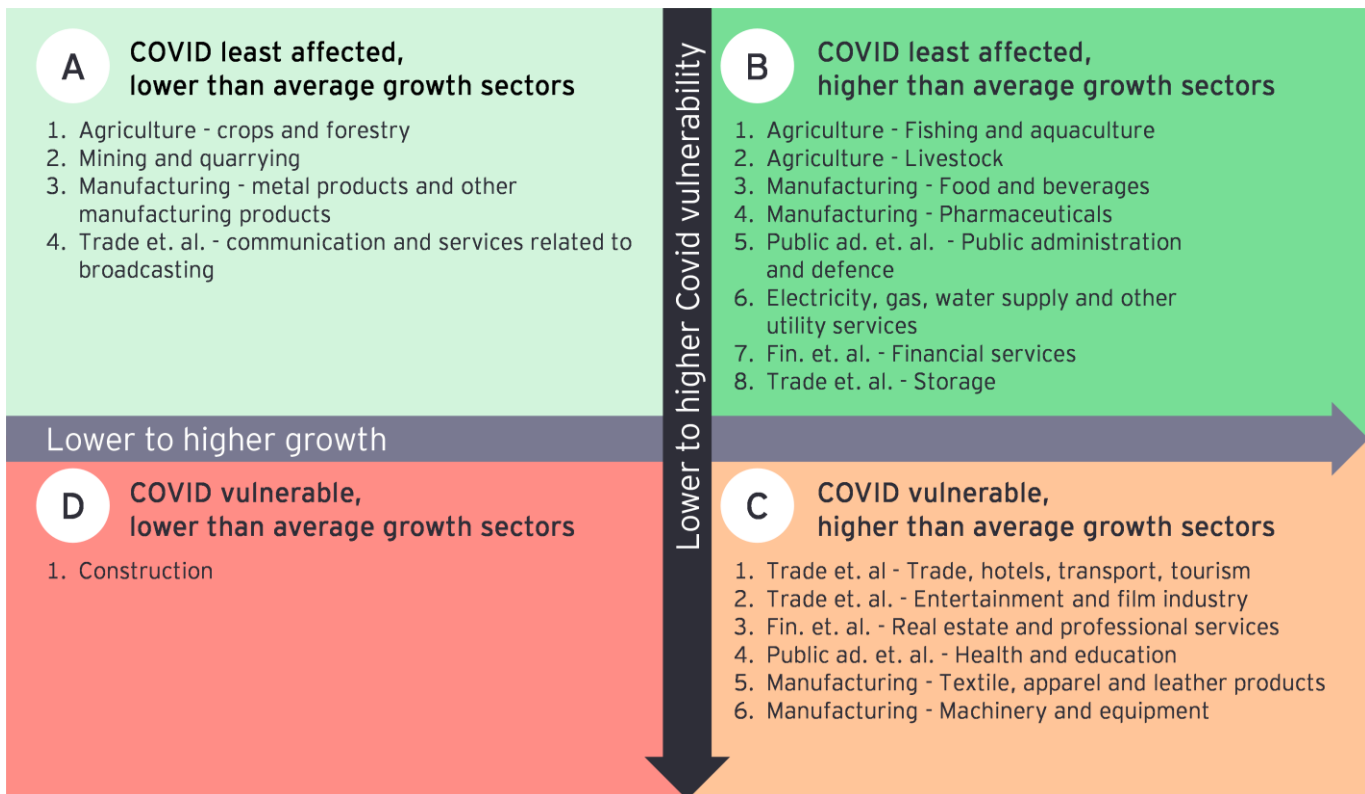 A
COVID least affected,
lower than average growth sectors
1. Agriculture - crops and forestry
2. Mining and quarrying
3. Manufacturing - metal products and other
manufacturing products
4. Trade et. al. - communication and services related to
broadcasting
B
COVID least affected,
higher than average growth sectors
1. Agriculture - Fishing and aquaculture
2. Agriculture - Livestock
3. Manufacturing - Food and beverages
4. Manufacturing - Pharmaceuticals
5. Public ad. et. al. - Public administration
and defence
6. Electricity, gas, water supply and other
utility services
7. Fin. et. al. - Financial services
8. Trade et. al. - Storage
Lower to higher Covid vulnerability
Lower to higher growth
D
COVID vulnerable,
lower than average growth sectors
1. Construction
C
COVID vulnerable,
higher than average growth sectors
1. Trade et. al - Trade, hotels, transport, tourism
2. Trade et. al. - Entertainment and film industry
3. Fin. et. al. - Real estate and professional services
4. Public ad. et. al. - Health and education
5. Manufacturing - Textile, apparel and leather products
6. Manufacturing - Machinery and equipment